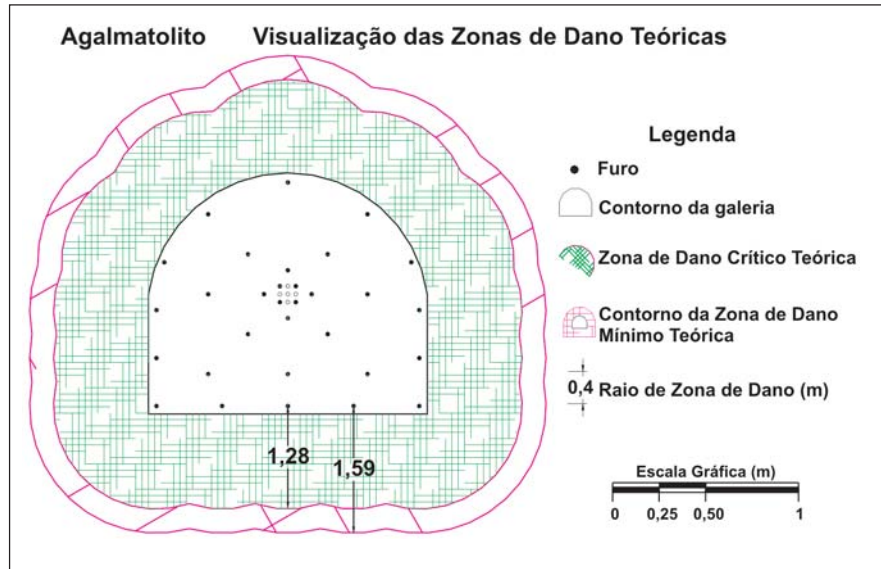 Agalmatolito Visualização das Zonas de Dano Teóricas
Legenda
Furo
Contorno da galeria
Zona de Dano Crítico Teórica
Contorno da Zona de Dano
Mínimo Teórica
0,4 Raio de Zona de Dano (m)
1,28
1,59
Escala Gráfica (m)
0 0,25 0,50 1